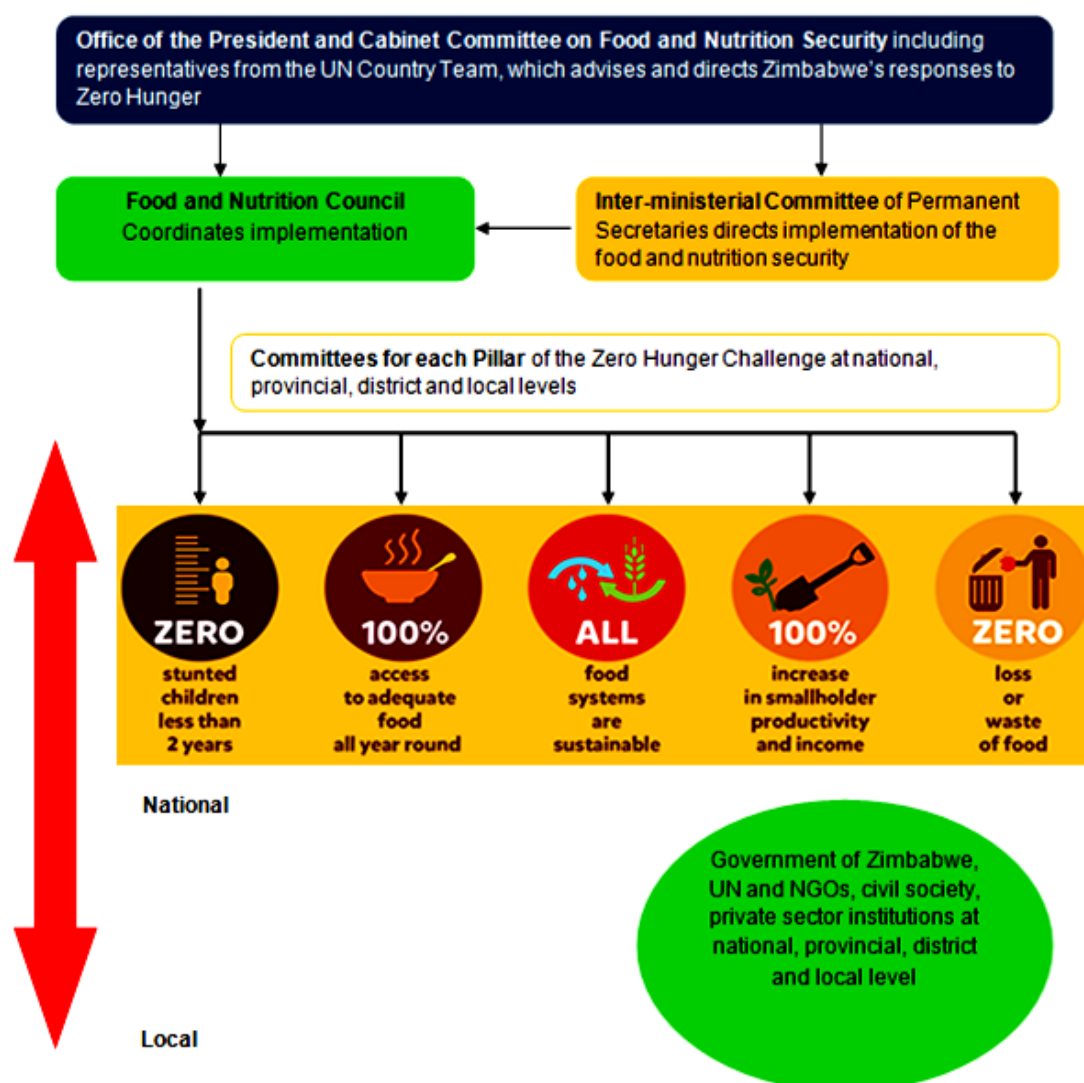 Office of the President and Cabinet Committee on Food and Nutrition Security including
representatives from the UN Country Team, which advises and directs Zimbabwe's responses to
Zero Hunger
Food and Nutrition Council
Coordinates implementation
Inter-ministerial Committee of Permanent
Secretaries directs implementation of the
food and nutrition security
Committees for each Pillar of the Zero Hunger Challenge at national,
provincial, district and local levels
ZERO
stunted
children
less than
2 years
100%
access
to adequate
food
all year round
ALL
food
systems
are
sustainable
100%
increase
in smallholder
productivity
and income
ZERO
loss
or
waste
of food
National
Government of Zimbabwe,
UN and NGOs, civil society,
private sector institutions at
national, provincial, district
and local level
Local